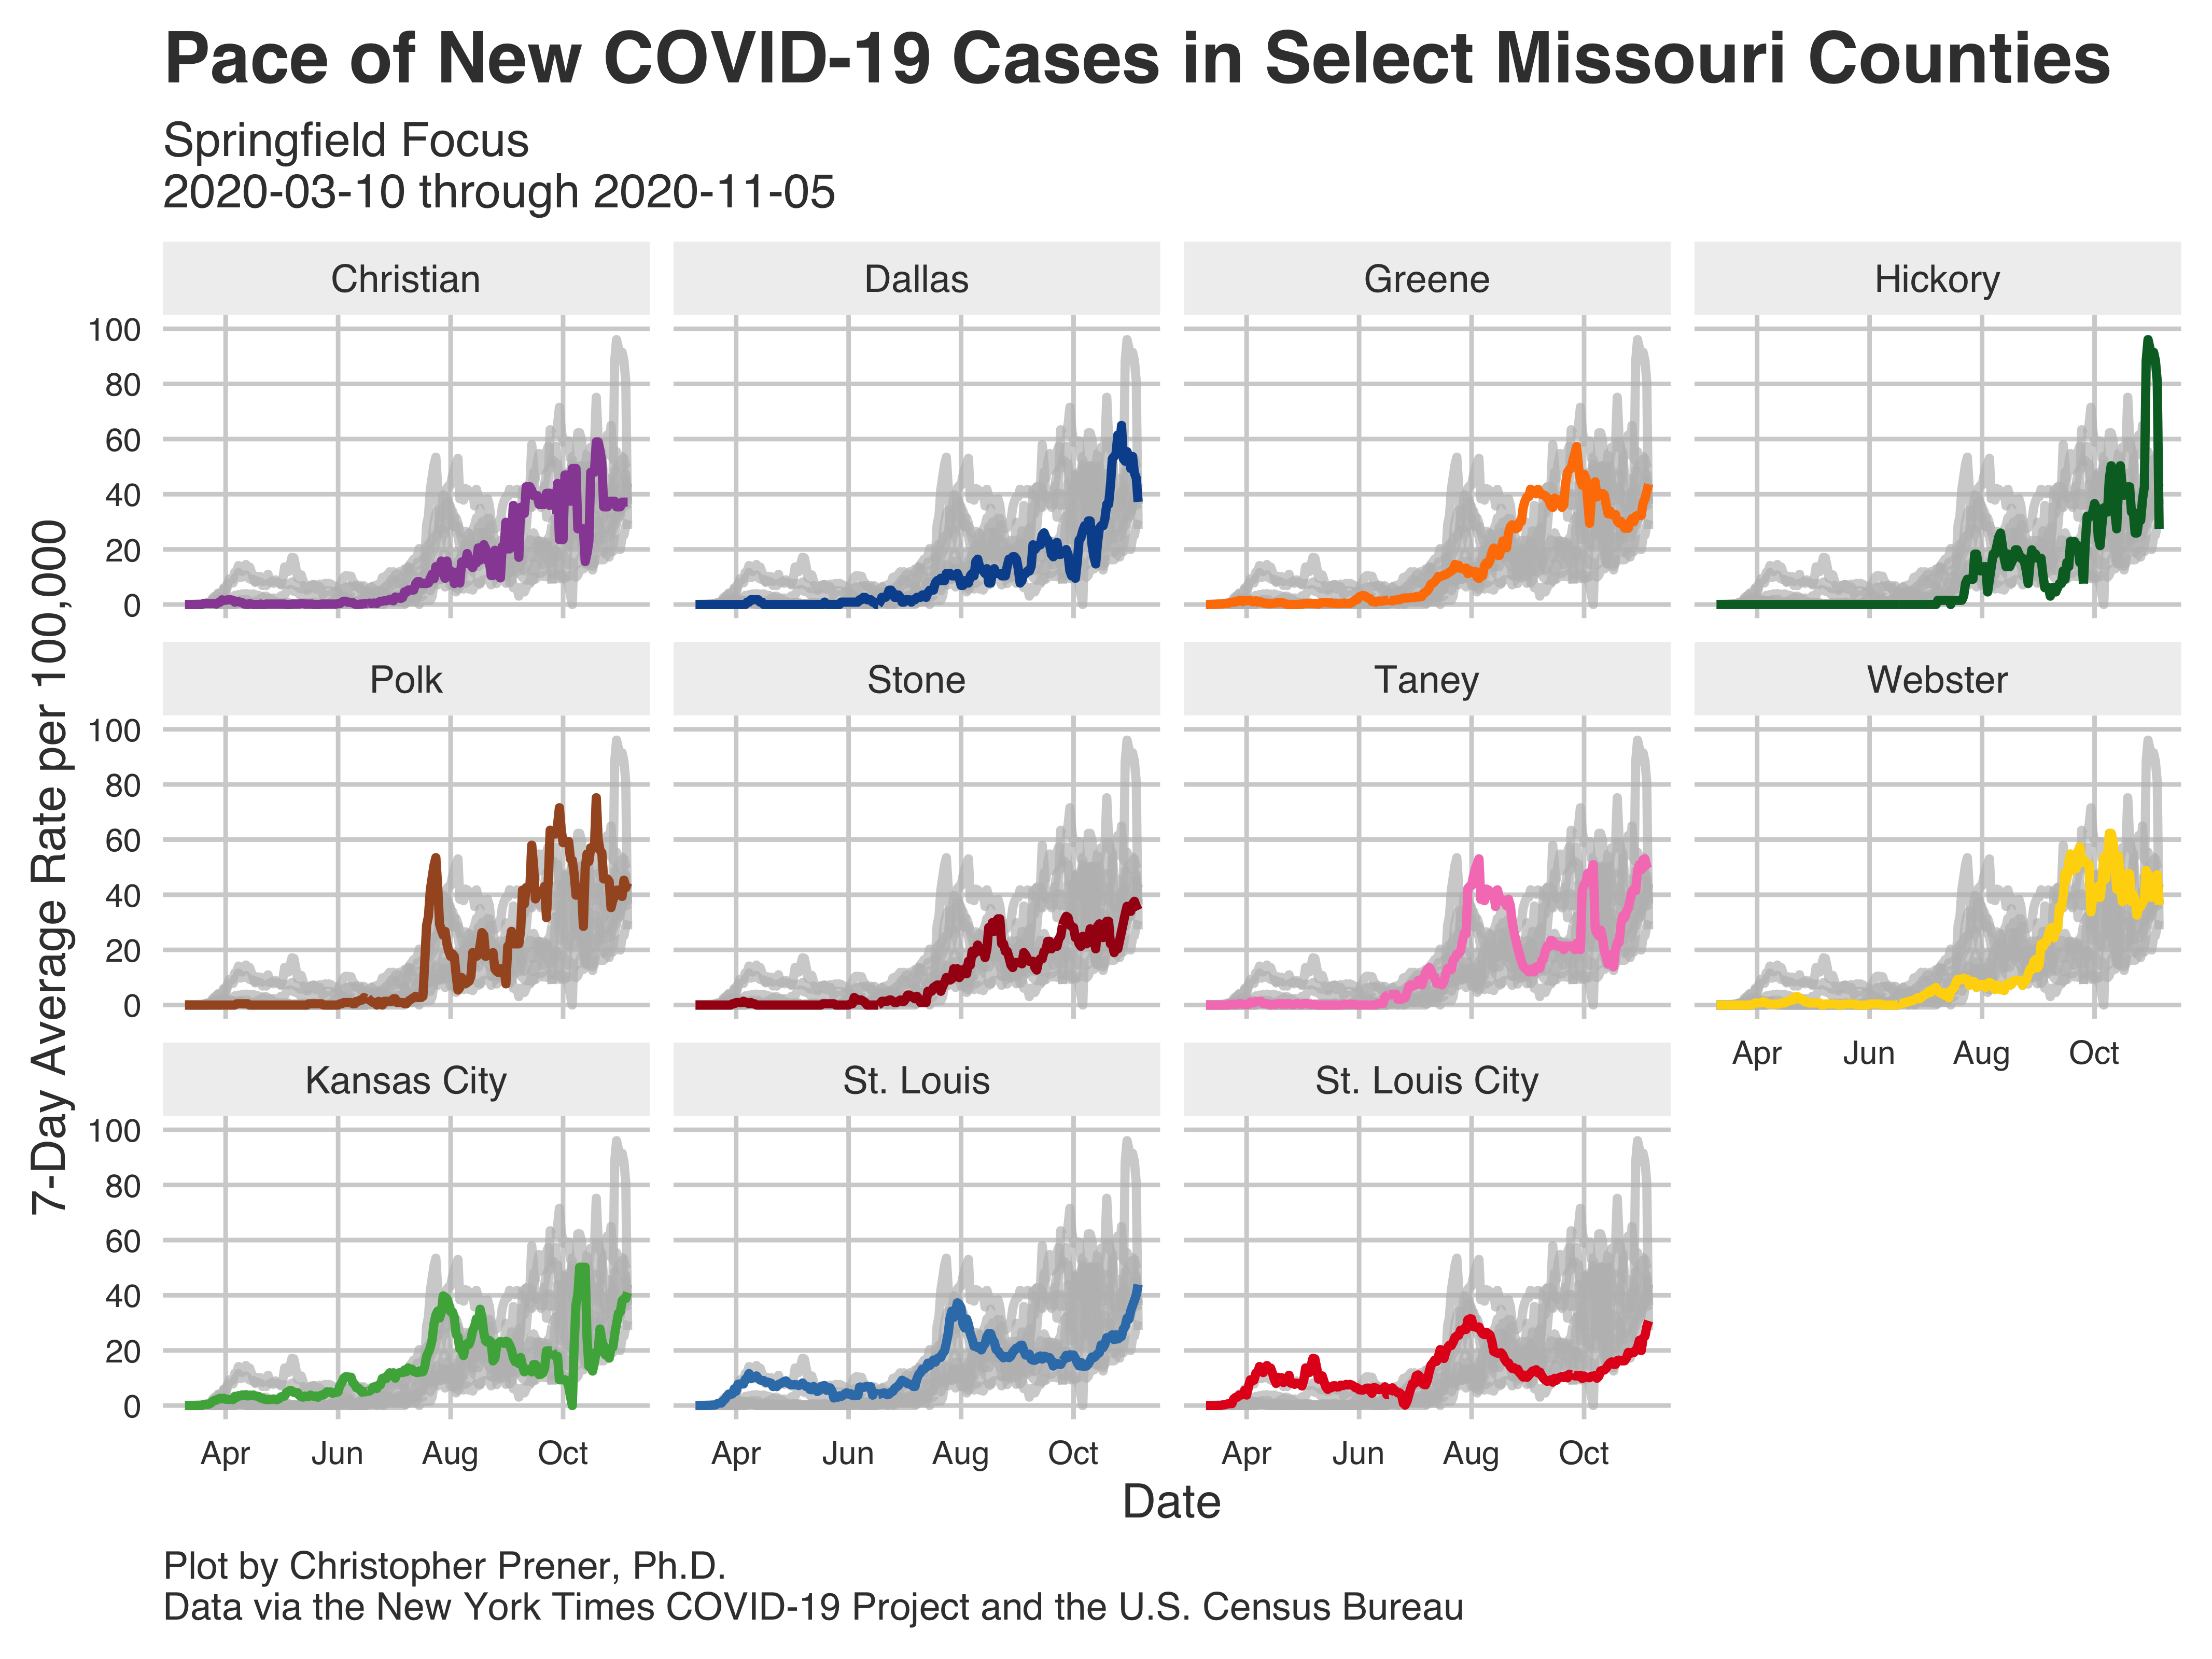 Pace of New COVID-19 Cases in Select Missouri Counties
Springfield Focus
2020-03-10 through 2020-11-05
Christian
Dallas
Greene
Hickory
100
80
60
40
20
0
Polk
Stone
Taney
Webster
100
80
60
40
20
0
Apr
Jun
Aug
Oct
Kansas City
St. Louis
St. Louis City
100
80
60
40
20
0
Apr
Jun
Aug
Oct
Apr
Jun
Aug
Oct
Apr
Jun
Aug
Oct
7-Day Average Rate per 100,000
Date
Plot by Christopher Prener, Ph.D.
Data via the New York Times COVID-19 Project and the U.S. Census Bureau